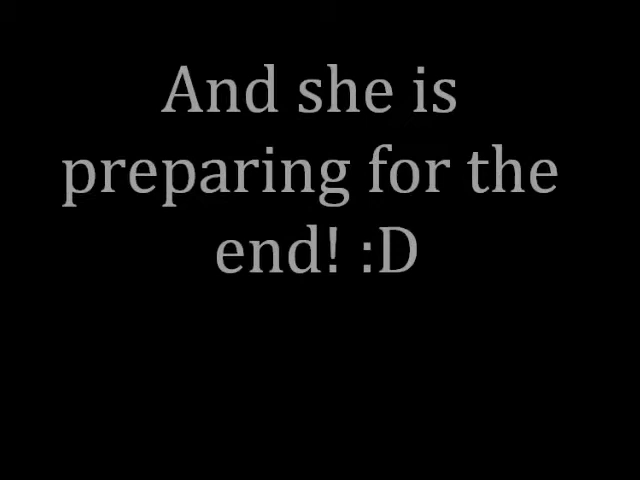 And she is
preparing for the
end! :D